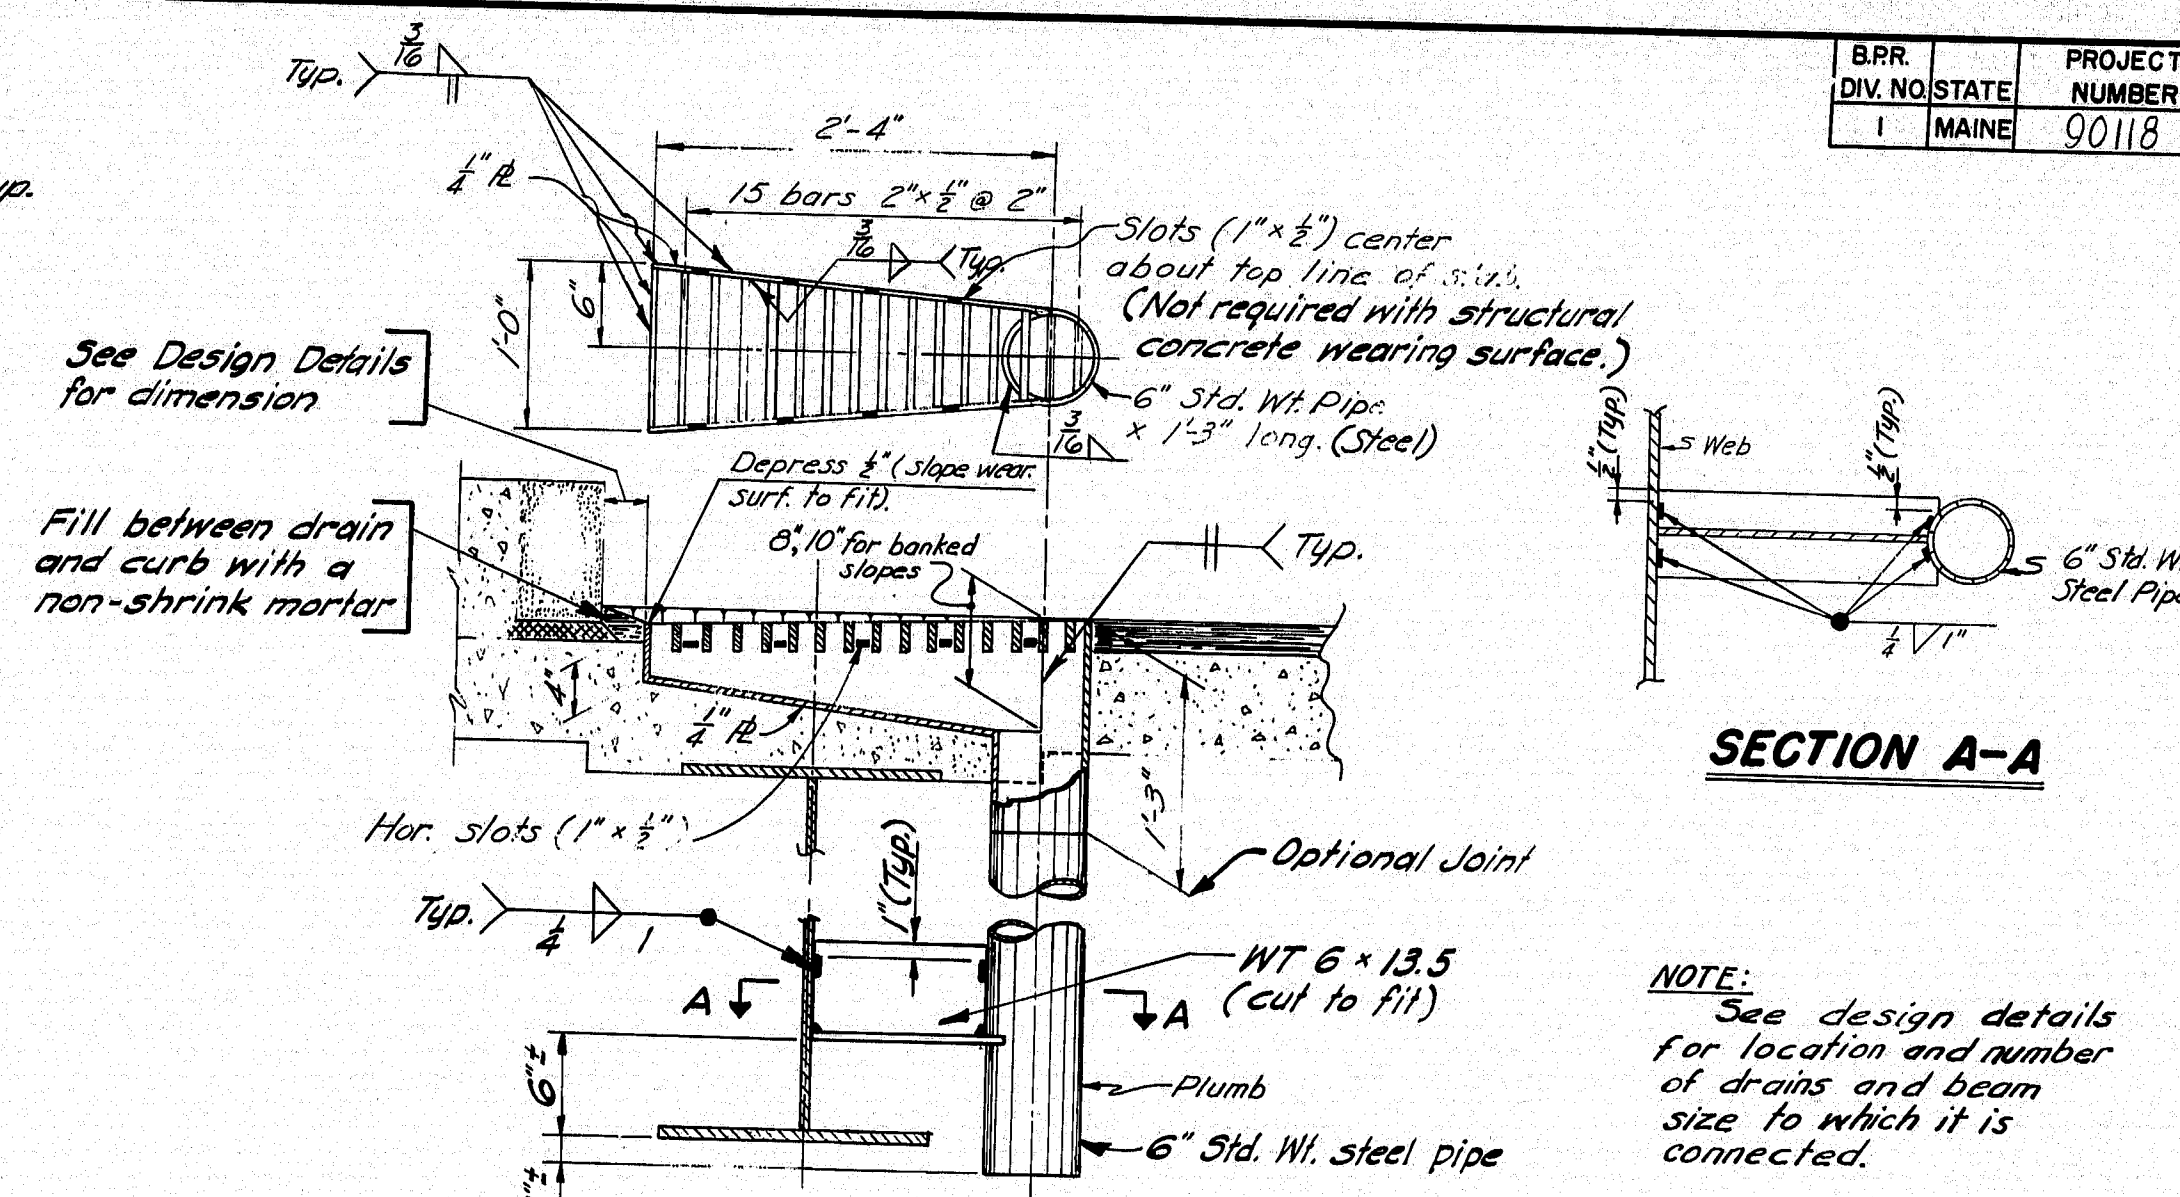 B.P.R.
DIV. NO. STATE PROJECT NUMBER
1 MAINE 90118
Typ. 3/16
2'-4"
1/4" PL
15 bars 2" x 1/2" @ 2"
3/16 Typ.
1'-0"
6"
Slots (1" x 1/2") center
about top line of slab.
(Not required with structural
concrete wearing surface.)
6" Std. Wt. Pipe
x 1'-3" long. (Steel)
3/16
See Design Details
for dimension
Depress 1/2" (slope wear.
surf. to fit).
Fill between drain
and curb with a
non-shrink mortar
8", 10" for banked
slopes
Typ.
4"
1/4" PL
Hor. slots (1" x 1/2")
1'-3"
Optional Joint
Typ. 1/4 1
1" (Typ.)
WT 6 x 13.5
(cut to fit)
A A
6"±
Plumb
6" Std. Wt. steel pipe
1/2" (Typ.)
Web
1/2" (Typ.)
6" Std.
Steel
1/4 1"
SECTION A-A
NOTE:
See design details
for location and number
of drains and beam
size to which it is
connected.